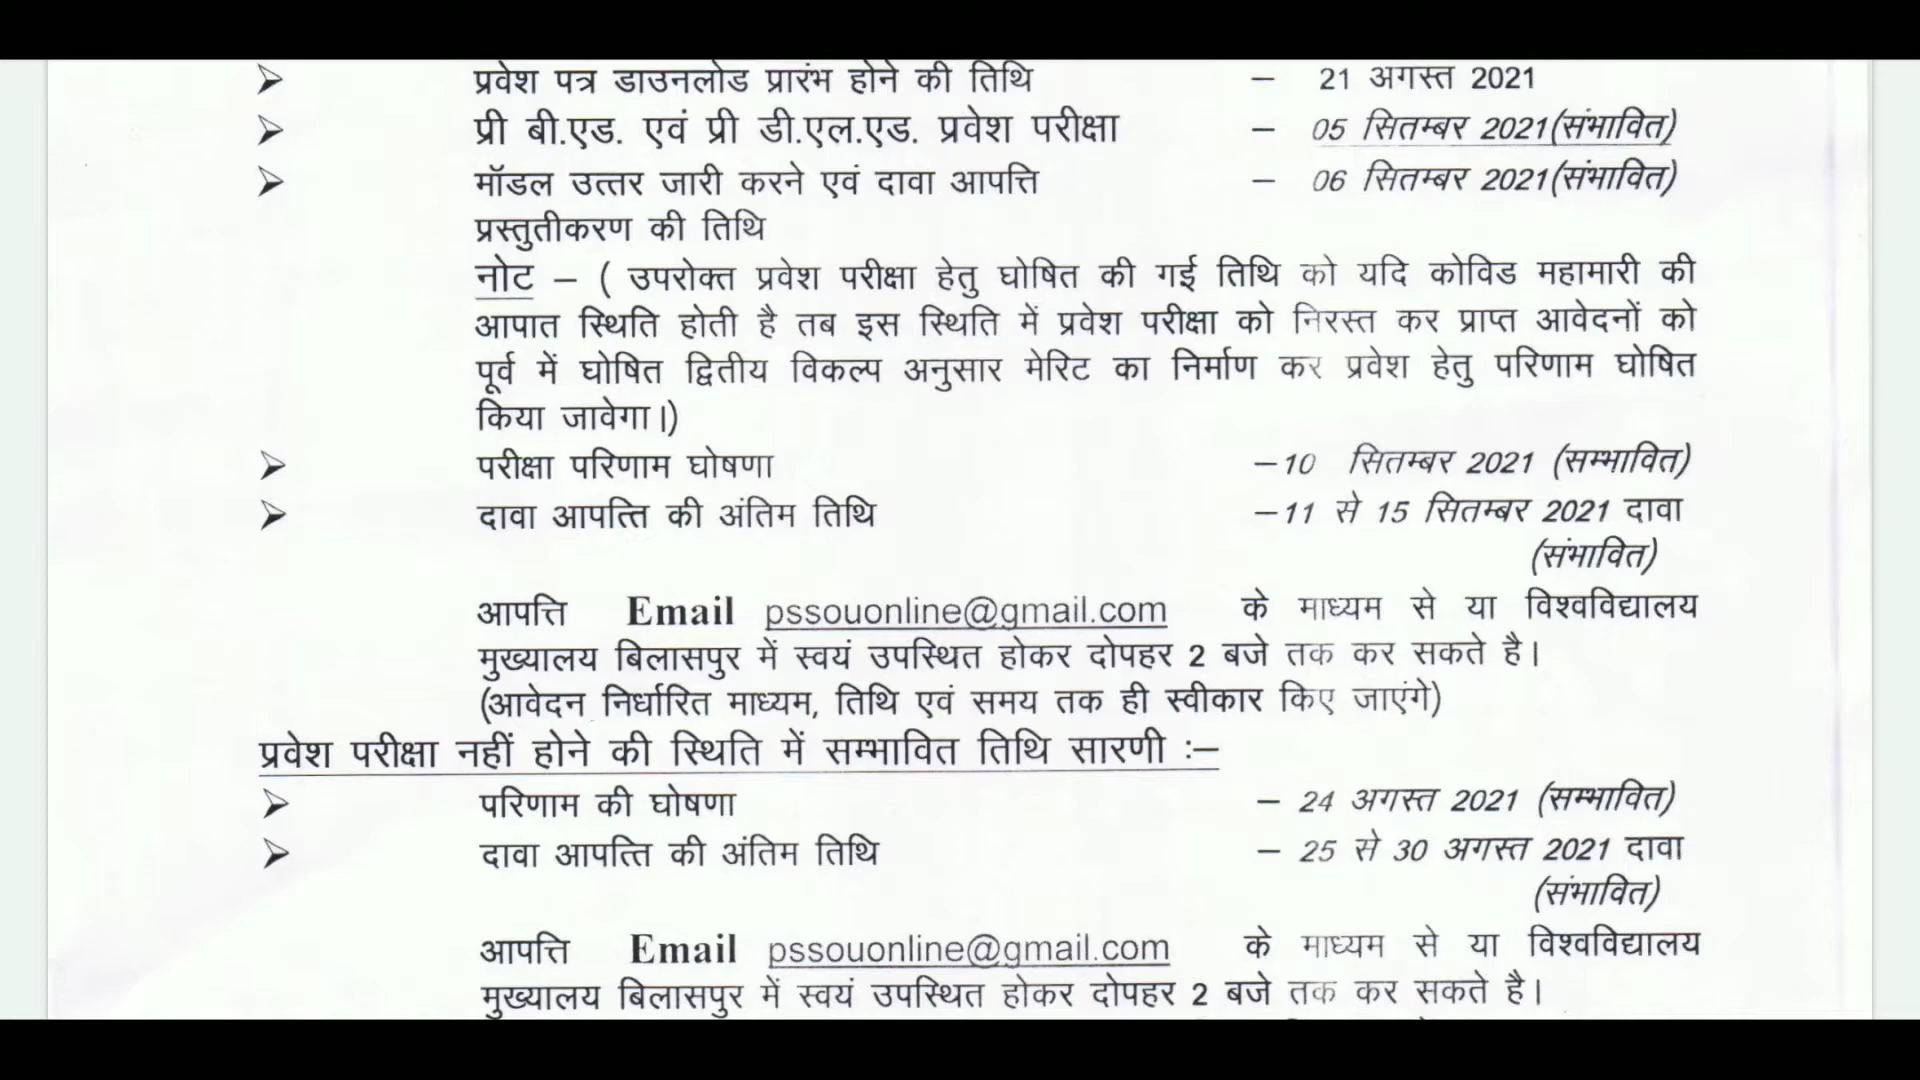 ➢ प्रवेश पत्र डाउनलोड प्रारंभ होने की तिथि – 21 अगस्त 2021
➢ प्री बी.एड. एवं प्री डी.एल.एड. प्रवेश परीक्षा – 05 सितम्बर 2021(संभावित)
➢ मॉडल उत्तर जारी करने एवं दावा आपत्ति – 06 सितम्बर 2021(संभावित)
प्रस्तुतीकरण की तिथि
नोट – ( उपरोक्त प्रवेश परीक्षा हेतु घोषित की गई तिथि को यदि कोविड महामारी की
आपात स्थिति होती है तब इस स्थिति में प्रवेश परीक्षा को निरस्त कर प्राप्त आवेदनों को
पूर्व में घोषित द्वितीय विकल्प अनुसार मेरिट का निर्माण कर प्रवेश हेतु परिणाम घोषित
किया जावेगा।)
➢ परीक्षा परिणाम घोषणा –10 सितम्बर 2021 (सम्भावित)
➢ दावा आपत्ति की अंतिम तिथि –11 से 15 सितम्बर 2021 दावा
(संभावित)
आपत्ति Email pssouonline@gmail.com के माध्यम से या विश्वविद्यालय
मुख्यालय बिलासपुर में स्वयं उपस्थित होकर दोपहर 2 बजे तक कर सकते है।
(आवेदन निर्धारित माध्यम, तिथि एवं समय तक ही स्वीकार किए जाएंगे)
प्रवेश परीक्षा नहीं होने की स्थिति में सम्भावित तिथि सारणी :–
➢ परिणाम की घोषणा – 24 अगस्त 2021 (सम्भावित)
➢ दावा आपत्ति की अंतिम तिथि – 25 से 30 अगस्त 2021 दावा
(संभावित)
आपत्ति Email pssouonline@gmail.com के माध्यम से या विश्वविद्यालय
मुख्यालय बिलासपुर में स्वयं उपस्थित होकर दोपहर 2 बजे तक कर सकते है।